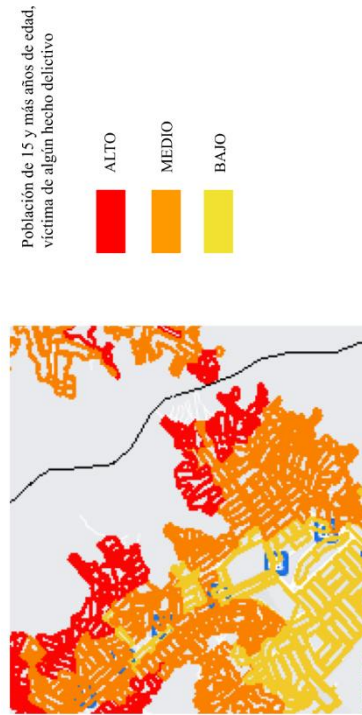 Población de 15 y más años de edad,
víctima de algún hecho delictivo
ALTO
MEDIO
BAJO